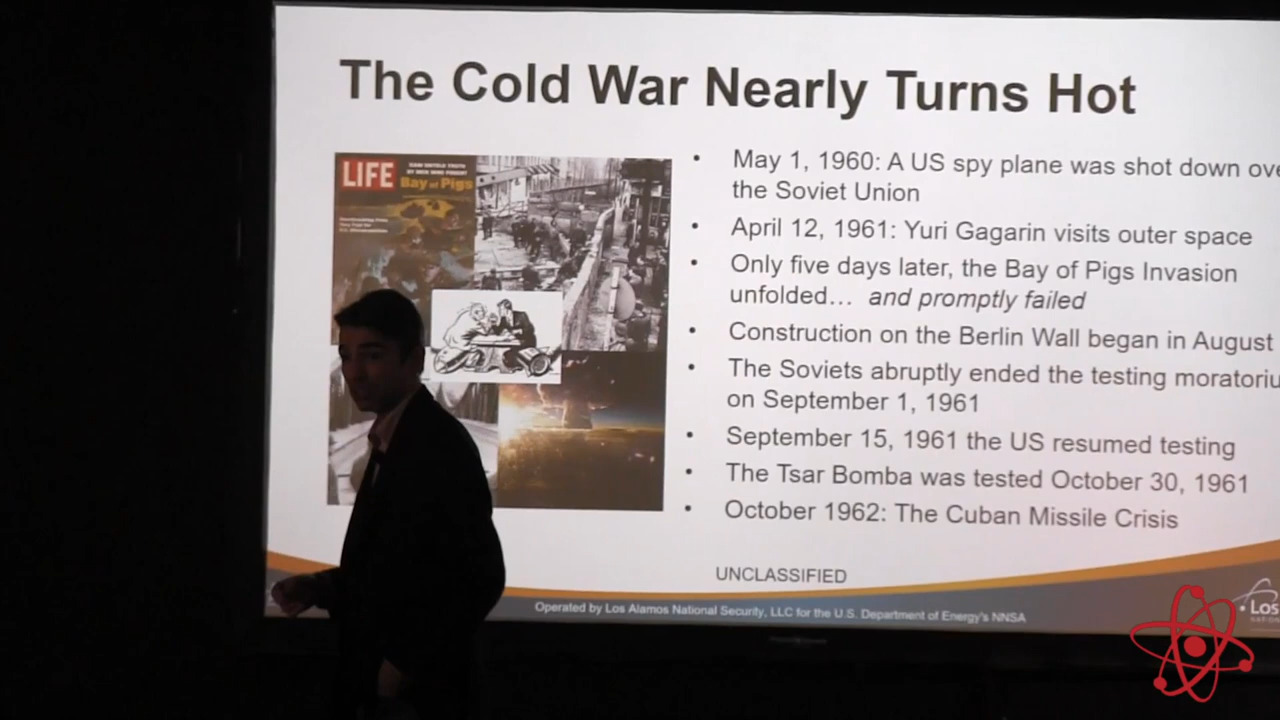 The Cold War Nearly Turns Hot
LIFE
Bay of Pigs
• May 1, 1960: A US spy plane was shot down ove
the Soviet Union
• April 12, 1961: Yuri Gagarin visits outer space
• Only five days later, the Bay of Pigs Invasion
unfolded… and promptly failed
• Construction on the Berlin Wall began in August
• The Soviets abruptly ended the testing moratoriu
on September 1, 1961
• September 15, 1961 the US resumed testing
• The Tsar Bomba was tested October 30, 1961
• October 1962: The Cuban Missile Crisis
UNCLASSIFIED
Operated by Los Alamos National Security, LLC for the U.S. Department of Energy's NNSA
Los